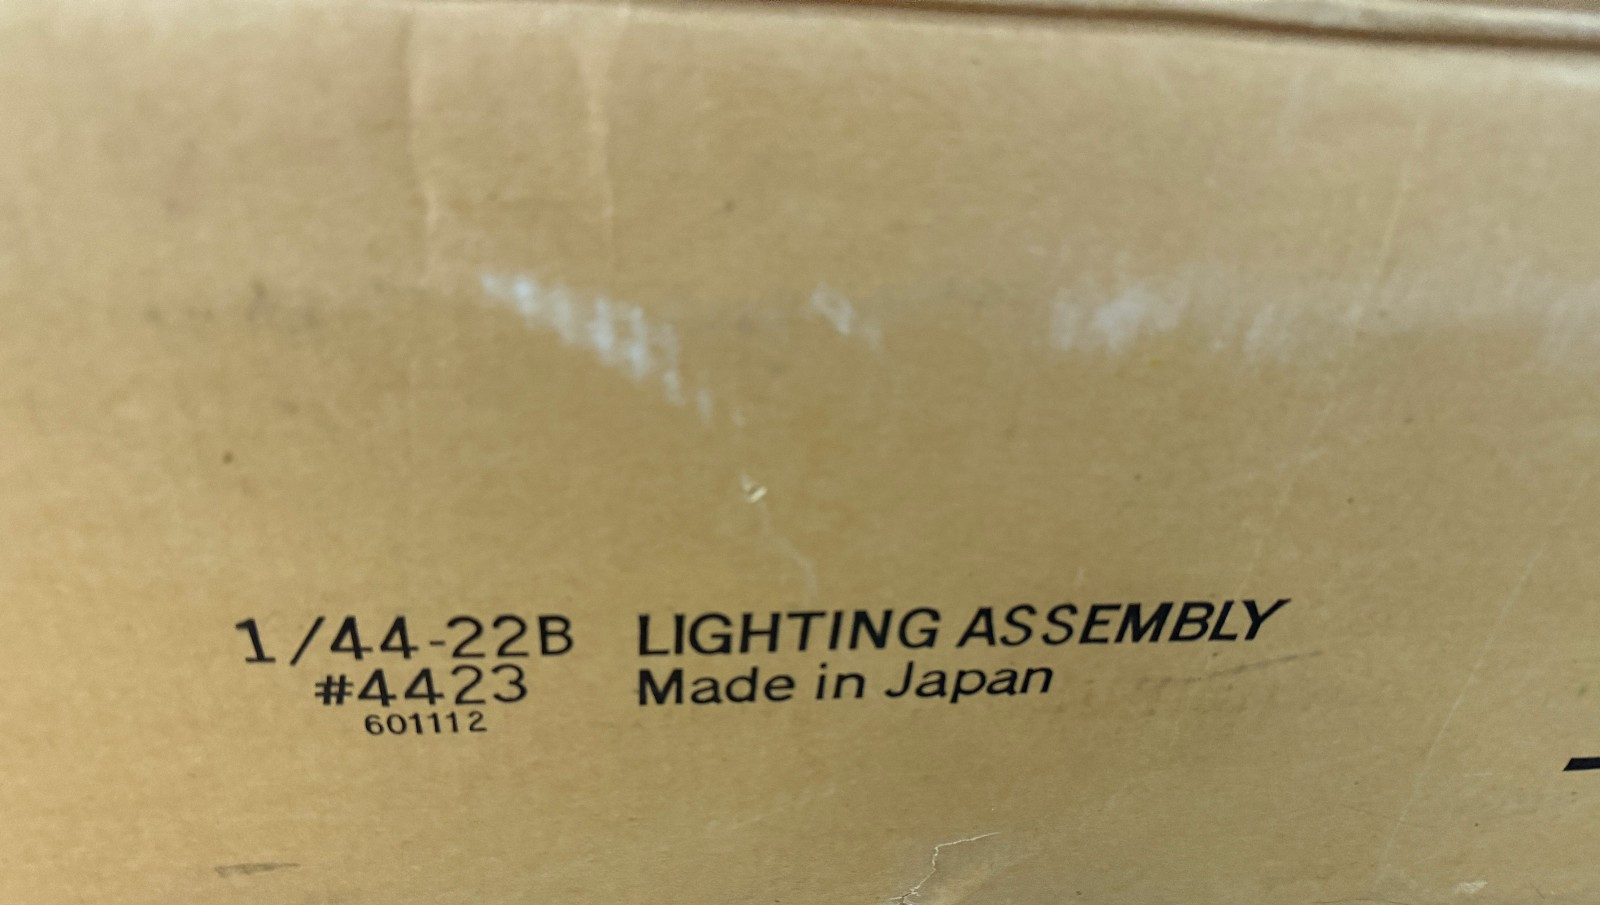 1/44-22B LIGHTING ASSEMBLY
#4423 Made in Japan
601112